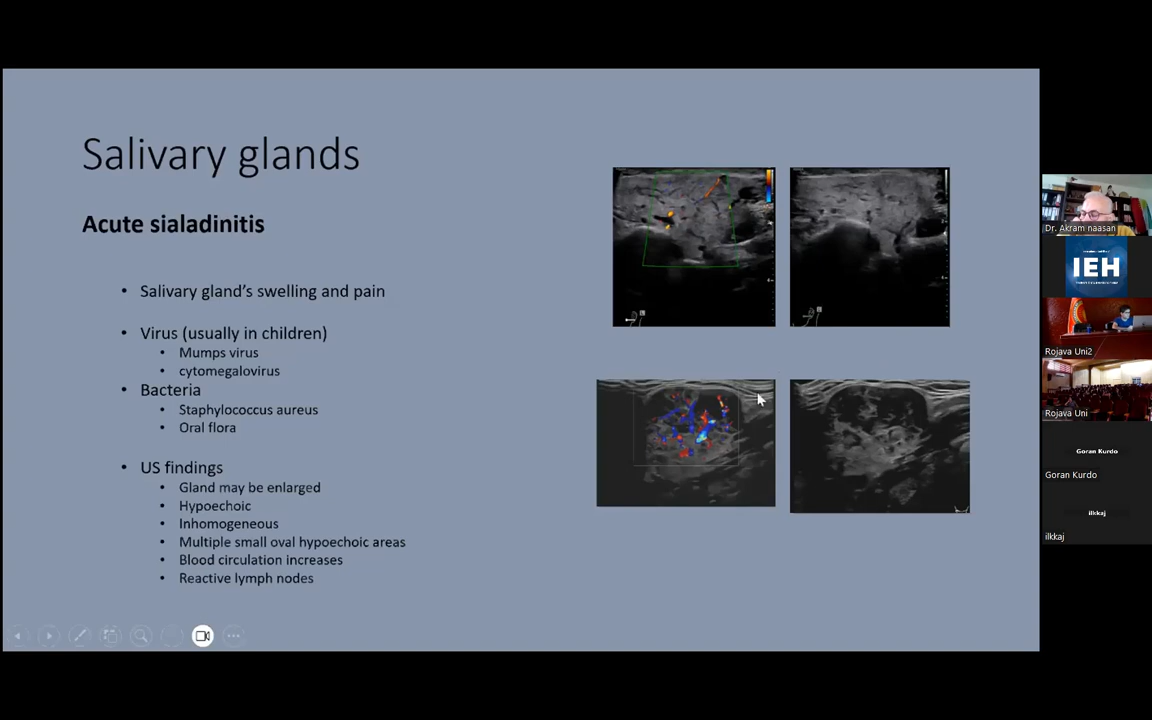 Salivary glands
Acute sialadinitis
• Salivary gland’s swelling and pain
• Virus (usually in children)
• Mumps virus
• cytomegalovirus
• Bacteria
• Staphylococcus aureus
• Oral flora
• US findings
• Gland may be enlarged
• Hypoechoic
• Inhomogeneous
• Multiple small oval hypoechoic areas
• Blood circulation increases
• Reactive lymph nodes
Dr. Akram naasan
IEH
Rojava Uni2
Rojava Uni
Goran Kurdo
Goran Kurdo
ilkkaj
ilkkaj